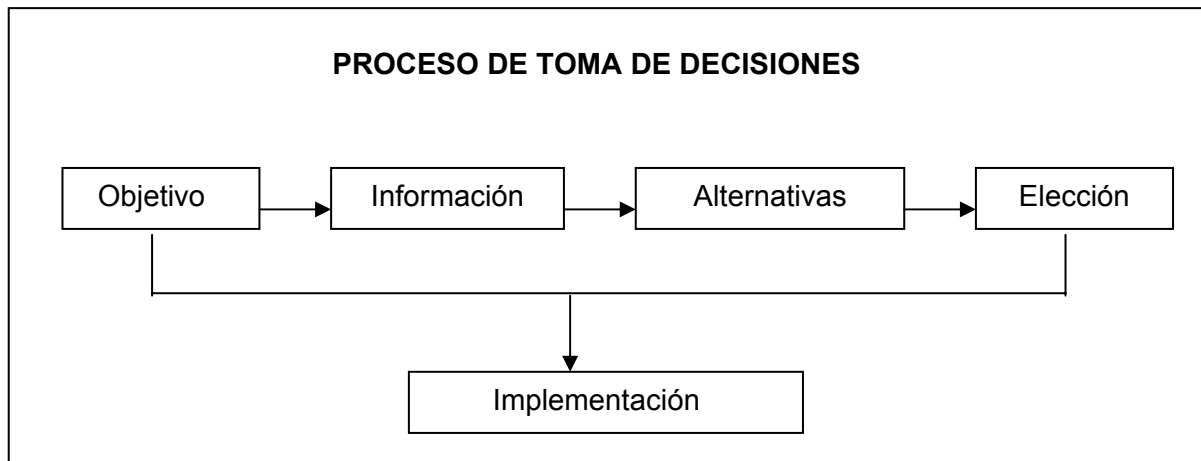 PROCESO DE TOMA DE DECISIONES
Objetivo
Información
Alternativas
Elección
Implementación